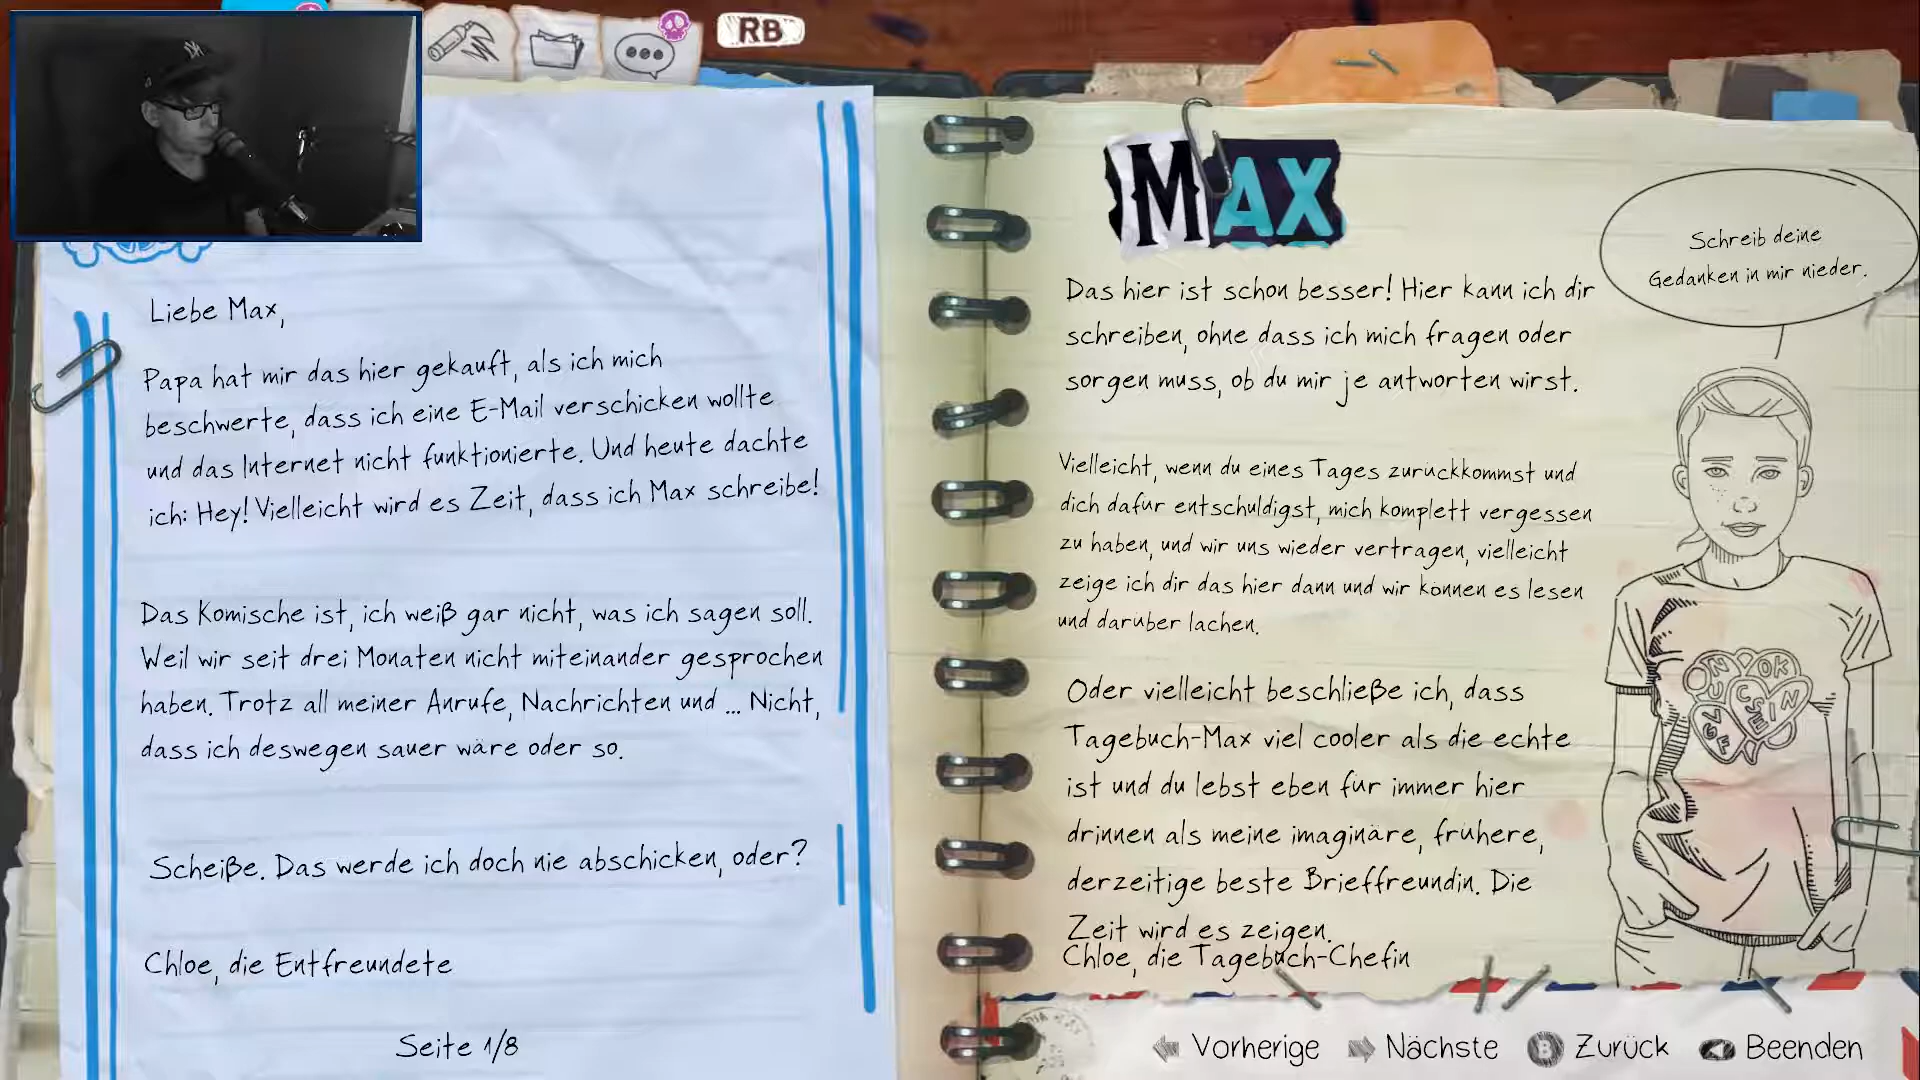 RB
Liebe Max,
Papa hat mir das hier gekauft, als ich mich
beschwerte, dass ich eine E-Mail verschicken wollte
und das Internet nicht funktionierte. Und heute dachte
ich: Hey! Vielleicht wird es Zeit, dass ich Max schreibe!
Das Komische ist, ich weiß gar nicht, was ich sagen soll.
Weil wir seit drei Monaten nicht miteinander gesprochen
haben. Trotz all meiner Anrufe, Nachrichten und ... Nicht,
dass ich deswegen sauer wäre oder so.
Scheiße. Das werde ich doch nie abschicken, oder?
Chloe, die Entfreundete
Seite 1/8
MAX
Das hier ist schon besser! Hier kann ich dir
schreiben, ohne dass ich mich fragen oder
sorgen muss, ob du mir je antworten wirst.
Vielleicht, wenn du eines Tages zurückkommst und
dich dafür entschuldigst, mich komplett vergessen
zu haben, und wir uns wieder vertragen, vielleicht
zeige ich dir das hier dann und wir können es lesen
und darüber lachen.
Oder vielleicht beschließe ich, dass
Tagebuch-Max viel cooler als die echte
ist und du lebst eben für immer hier
drinnen als meine imaginäre, frühere,
derzeitige beste Brieffreundin. Die
Zeit wird es zeigen.
Chloe, die Tagebuch-Chefin
Schreib deine
Gedanken in mir nieder.
Vorherige
Nächste
B Zurück
Beenden